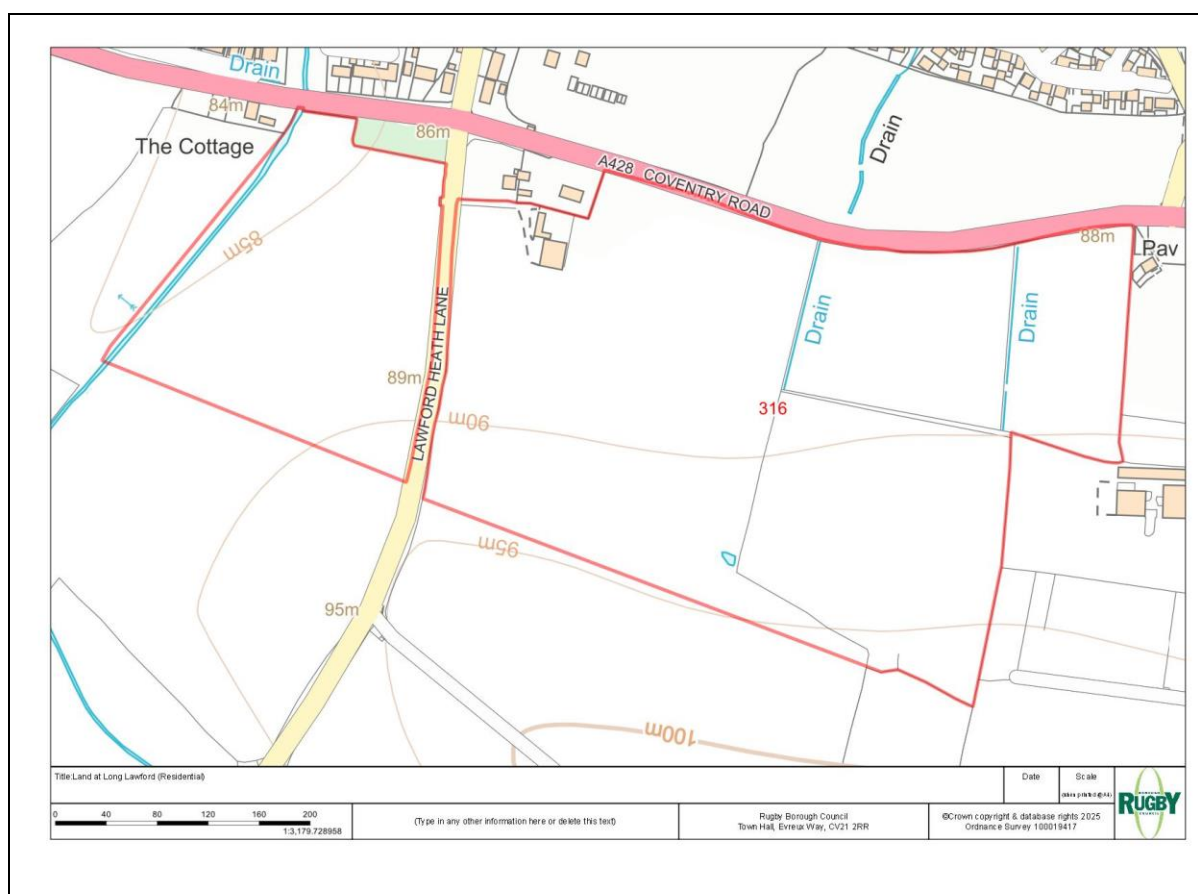 Drain
84m
86m
The Cottage
A428 COVENTRY ROAD
Drain
88m
Pav
85m
Drain
Drain
LAWFORD HEATH LANE
89m
316
90m
95m
95m
100m
Title:Land at Long Lawford (Residential)
Date
Scale
0 40 80 120 160 200
1:3,179.728958
(Type in any other information here or delete this text)
Rugby Borough Council
Town Hall, Evreux Way, CV21 2RR
©Crown copyright & database rights 2025
Ordnance Survey 100019417
RUGBY